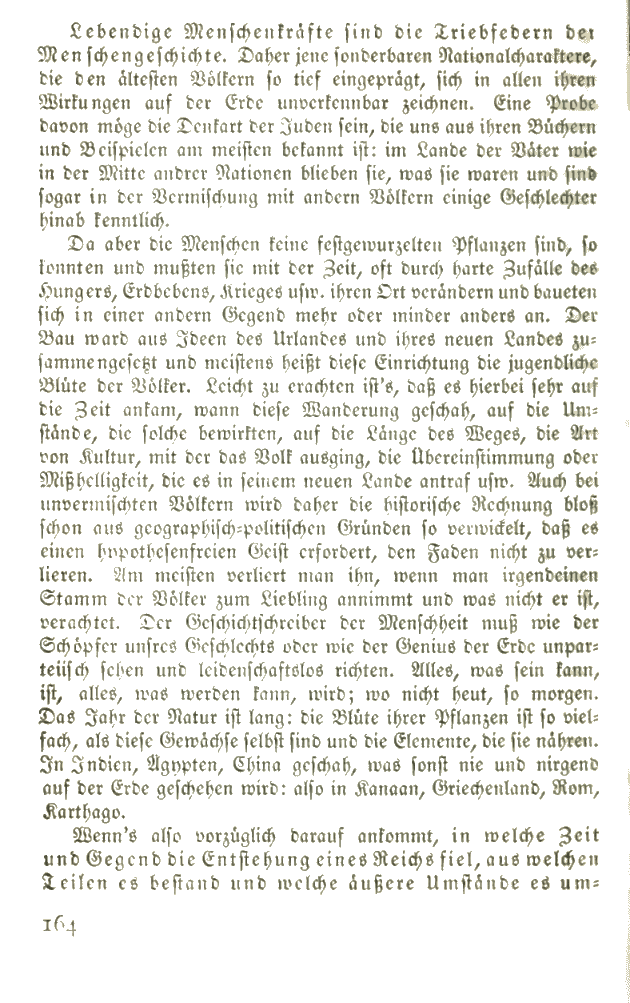 Lebendige Menschenkräfte sind die Triebfedern der
Menschengeschichte. Daher jene sonderbaren Nationalcharaktere,
die den ältesten Völkern so tief eingeprägt, sich in allen ihren
Wirkungen auf der Erde unverkennbar zeichnen. Eine Probe
davon möge die Denkart der Juden sein, die uns aus ihren Büchern
und Beispielen am meisten bekannt ist: im Lande der Väter wie
in der Mitte andrer Nationen blieben sie, was sie waren und sind
sogar in der Vermischung mit andern Völkern einige Geschlechter
hinab kenntlich.
Da aber die Menschen keine festgewurzelten Pflanzen sind, so
konnten und mußten sie mit der Zeit, oft durch harte Zufälle des
Hungers, Erdbebens, Krieges usw. ihren Ort verändern und baueten
sich in einer andern Gegend mehr oder minder anders an. Der
Bau ward aus Ideen des Urlandes und ihres neuen Landes zu-
sammengesetzt und meistens heißt diese Einrichtung die jugendliche
Blüte der Völker. Leicht zu erachten ist's, daß es hierbei sehr auf
die Zeit ankam, wann diese Wanderung geschah, auf die Um-
stände, die solche bewirkten, auf die Länge des Weges, die Art
von Kultur, mit der das Volk ausging, die Übereinstimmung oder
Mißhelligkeit, die es in seinem neuen Lande antraf usw. Auch bei
unvermischten Völkern wird daher die historische Rechnung bloß
schon aus geographisch-politischen Gründen so verwickelt, daß es
einen hypothesenfreien Geist erfordert, den Faden nicht zu ver-
lieren. Am meisten verliert man ihn, wenn man irgendeinen
Stamm der Völker zum Liebling annimmt und was nicht er ist,
verachtet. Der Geschichtschreiber der Menschheit muß wie der
Schöpfer unsres Geschlechts oder wie der Genius der Erde unpar-
teiisch sehen und leidenschaftslos richten. Alles, was sein kann,
ist, alles, was werden kann, wird; wo nicht heut, so morgen.
Das Jahr der Natur ist lang: die Blüte ihrer Pflanzen ist so viel-
fach, als diese Gewächse selbst sind und die Elemente, die sie nähren.
In Indien, Ägypten, China geschah, was sonst nie und nirgend
auf der Erde geschehen wird: also in Kanaan, Griechenland, Rom,
Karthago.
Wenn's also vorzüglich darauf ankommt, in welche Zeit
und Gegend die Entstehung eines Reichs fiel, aus welchen
Teilen es bestand und welche äußere Umstände es um-
164